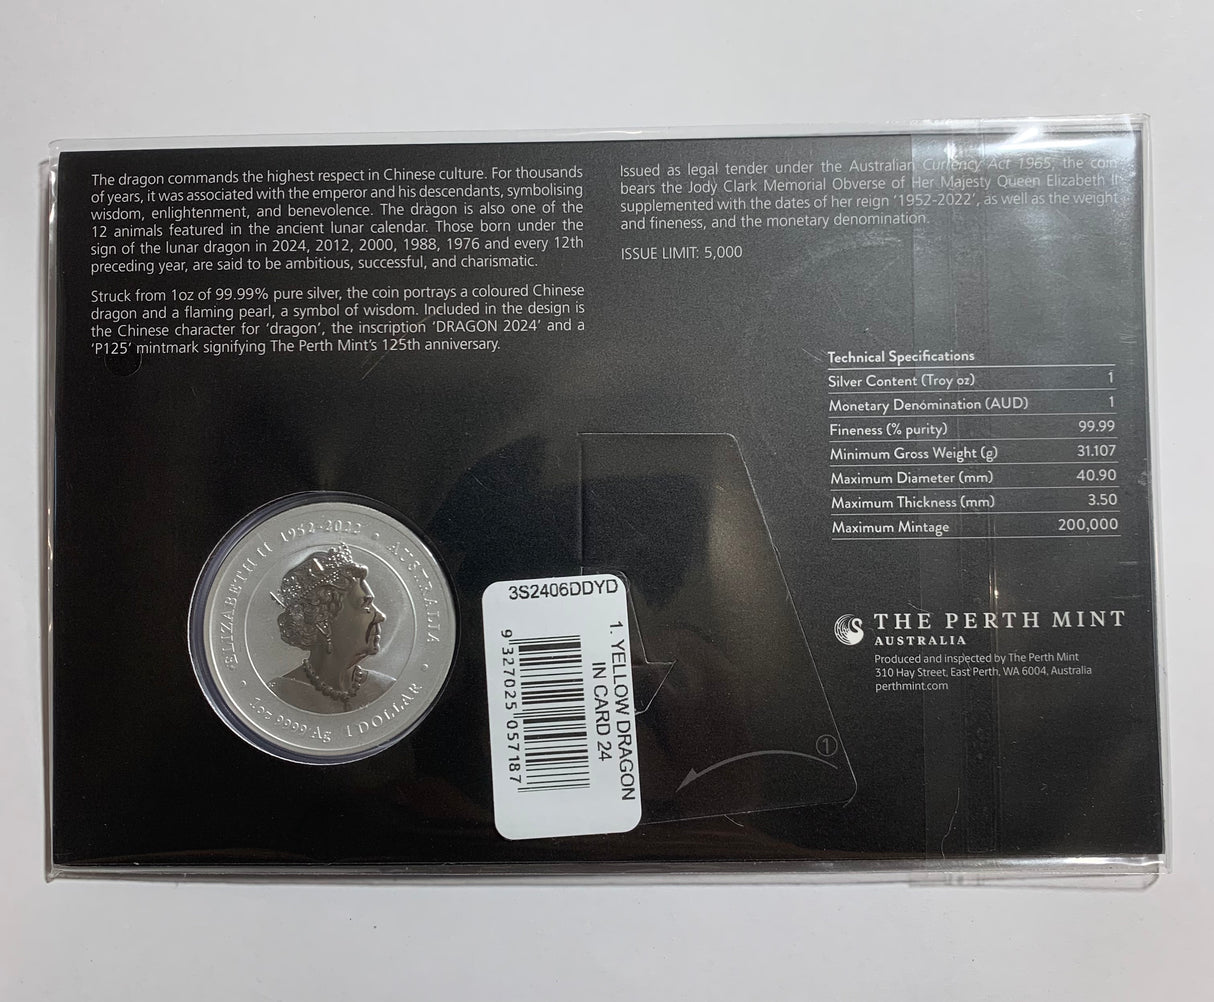 The dragon commands the highest respect in Chinese culture. For thousands
of years, it was associated with the emperor and his descendants, symbolising
wisdom, enlightenment, and benevolence. The dragon is also one of the
12 animals featured in the ancient lunar calendar. Those born under the
sign of the lunar dragon in 2024, 2012, 2000, 1988, 1976 and every 12th
preceding year, are said to be ambitious, successful, and charismatic.
Struck from 1oz of 99.99% pure silver, the coin portrays a coloured Chinese
dragon and a flaming pearl, a symbol of wisdom. Included in the design is
the Chinese character for ‘dragon’, the inscription ‘DRAGON 2024’ and a
‘P125’ mintmark signifying The Perth Mint’s 125th anniversary.
Issued as legal tender under the Australian Currency Act 1965, the coin
bears the Jody Clark Memorial Obverse of Her Majesty Queen Elizabeth II
supplemented with the dates of her reign ‘1952-2022’, as well as the weight
and fineness, and the monetary denomination.
ISSUE LIMIT: 5,000
Technical Specifications
Silver Content (Troy oz) 1
Monetary Denomination (AUD) 1
Fineness (% purity) 99.99
Minimum Gross Weight (g) 31.107
Maximum Diameter (mm) 40.90
Maximum Thickness (mm) 3.50
Maximum Mintage 200,000
THE PERTH MINT
AUSTRALIA
Produced and inspected by The Perth Mint
310 Hay Street, East Perth, WA 6004, Australia
perthmint.com
ELIZABETH II 1952-2022 • AUSTRALIA •
1oz 9999 Ag 1 DOLLAR •
3S2406DDYD
1. YELLOW DRAGON
IN CARD 24
9 327025 057187
1